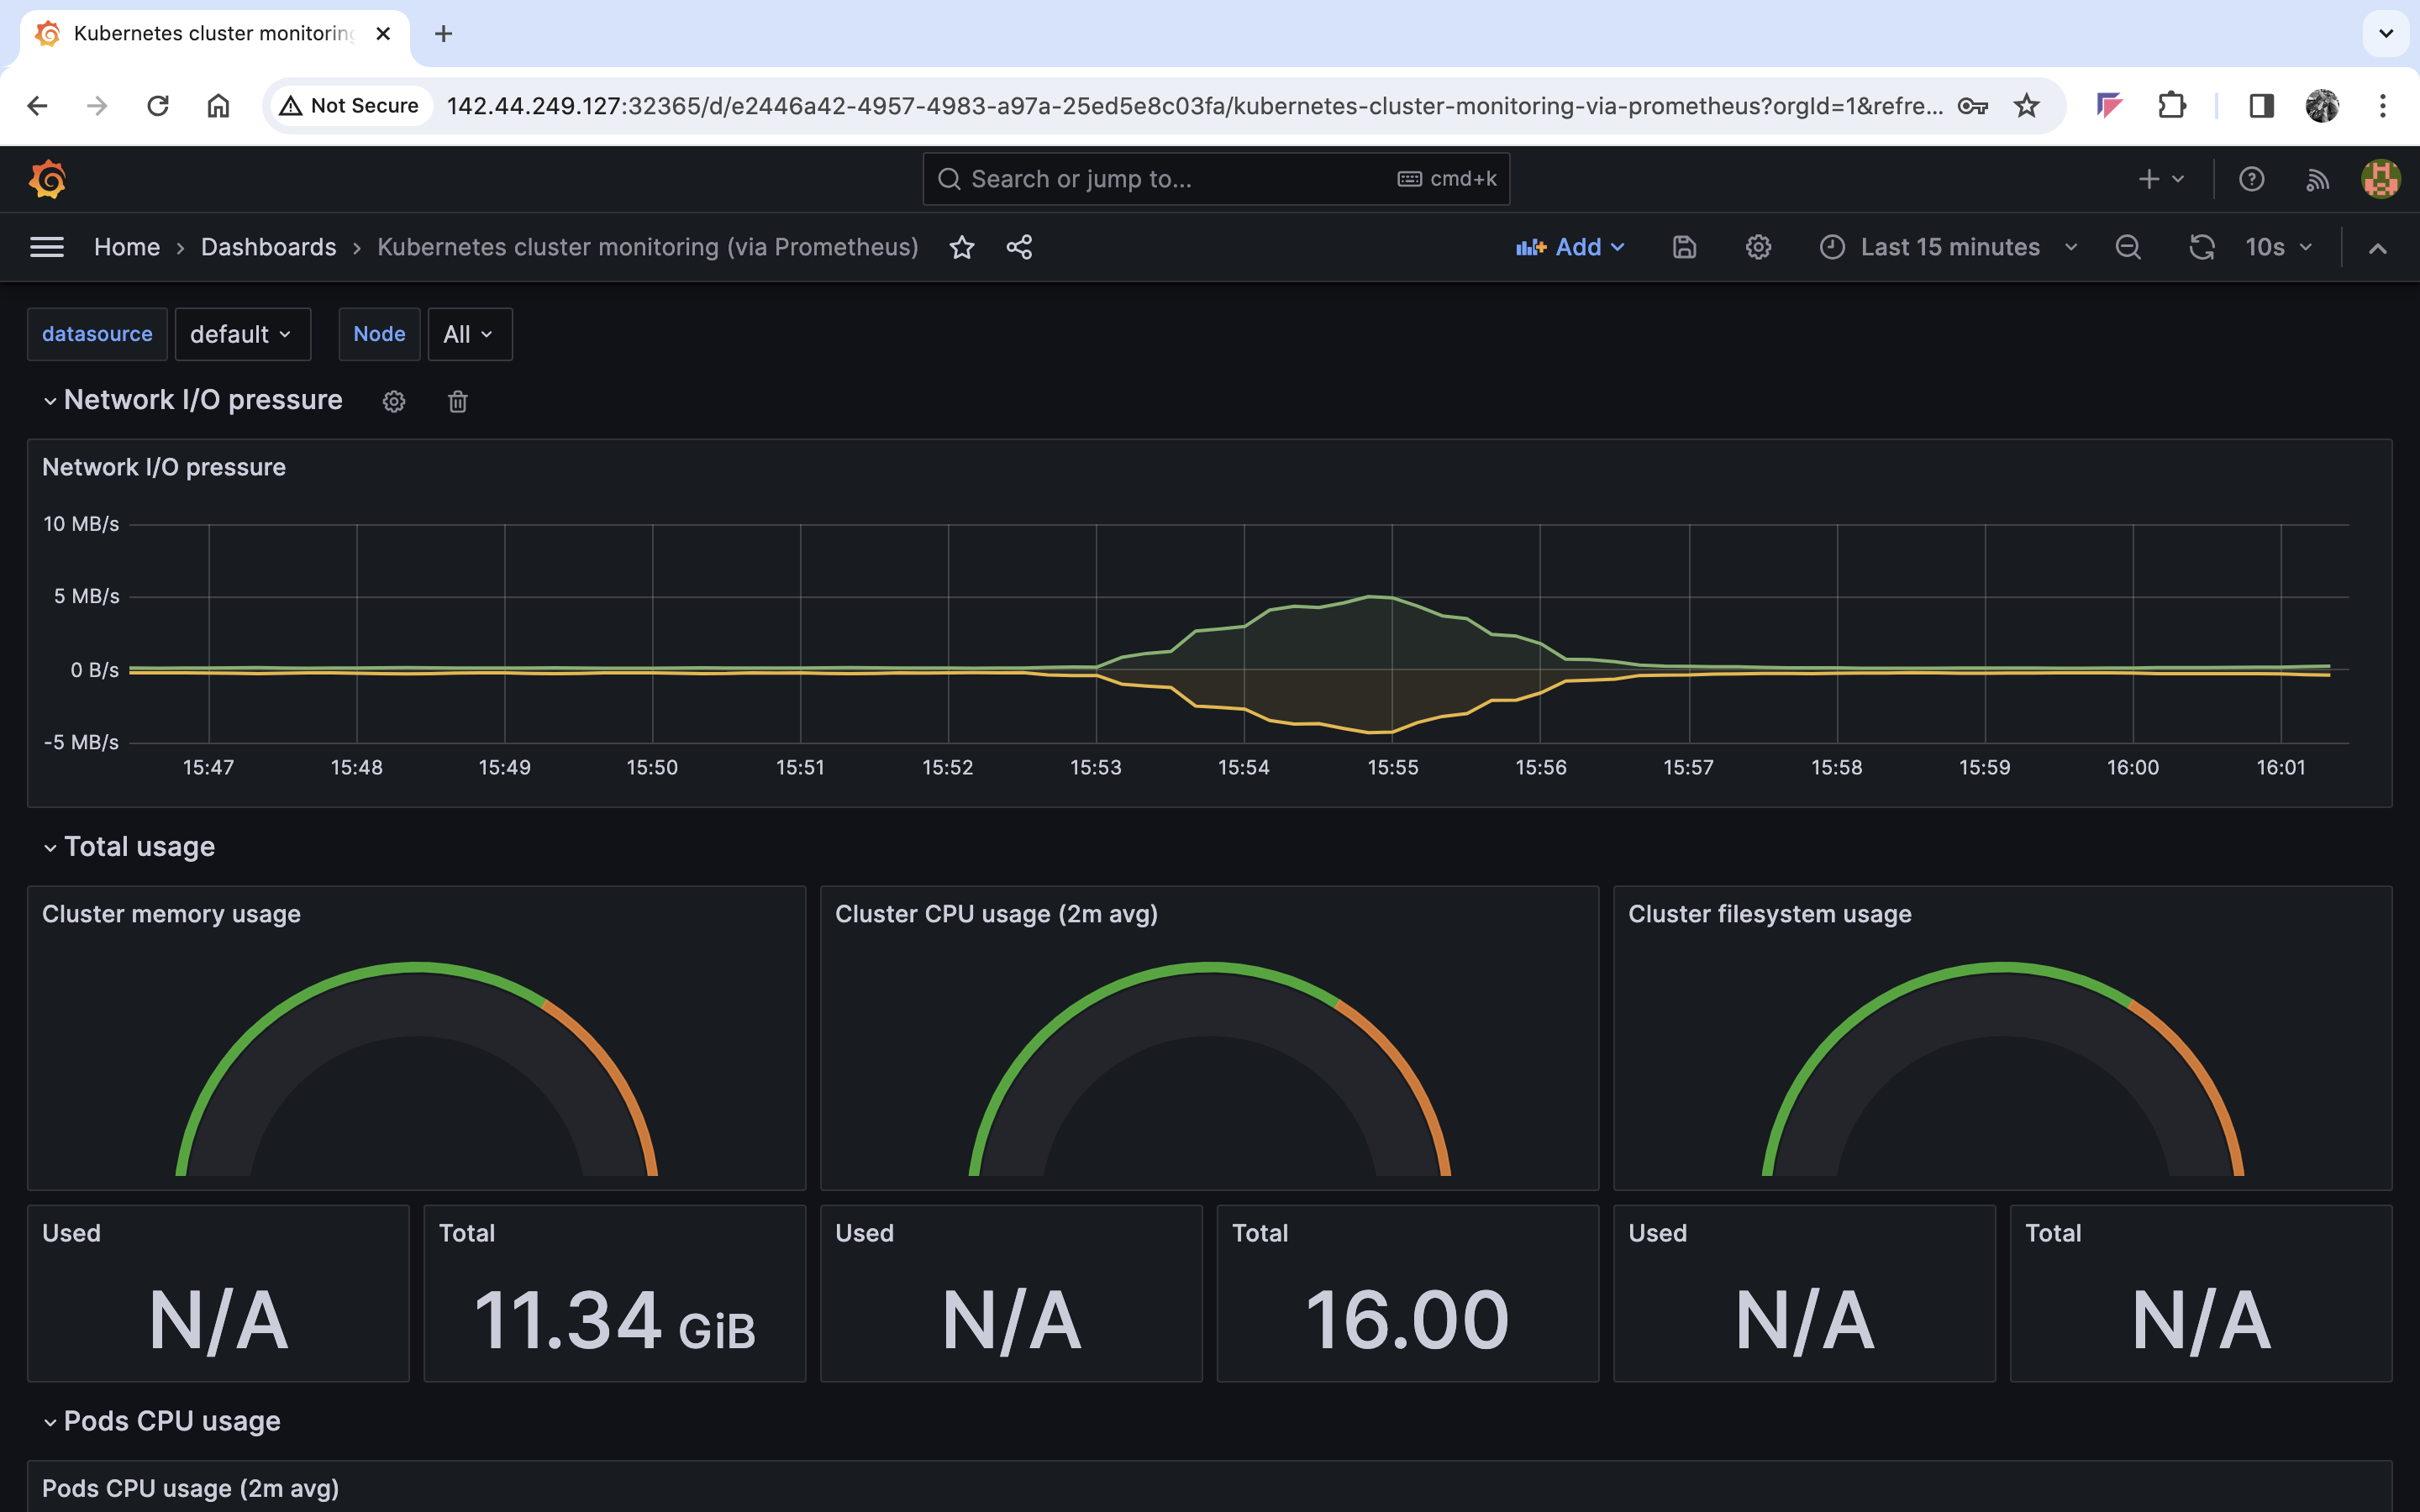 Kubernetes cluster monitoring
Not Secure 142.44.249.127:32365/d/e2446a42-4957-4983-a97a-25ed5e8c03fa/kubernetes-cluster-monitoring-via-prometheus?orgId=1&refre...
Search or jump to... cmd+k
Home › Dashboards › Kubernetes cluster monitoring (via Prometheus) Add Last 15 minutes 10s
datasource default Node All
Network I/O pressure
Network I/O pressure
10 MB/s
5 MB/s
0 B/s
-5 MB/s
15:47 15:48 15:49 15:50 15:51 15:52 15:53 15:54 15:55 15:56 15:57 15:58 15:59 16:00 16:01
Total usage
Cluster memory usage Cluster CPU usage (2m avg) Cluster filesystem usage
Used Total Used Total Used Total
N/A 11.34 GiB N/A 16.00 N/A N/A
Pods CPU usage
Pods CPU usage (2m avg)